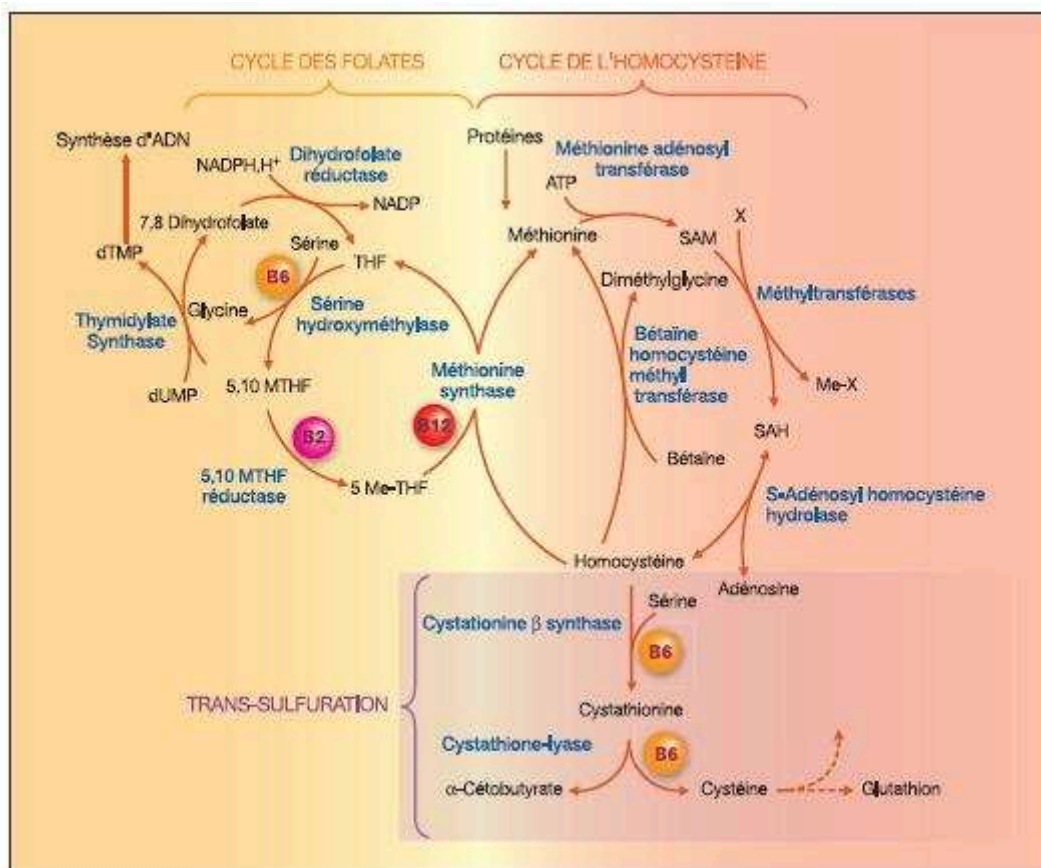 CYCLE DES FOLATES
CYCLE DE L'HOMOCYSTEINE
Synthèse d'ADN
NADPH,H+
Dihydrofolate
réductase
NADP
7,8 Dihydrofolate
dTMP
Sérine
THF
B6
Glycine
Sérine
hydroxyméthylase
Thymidylate
Synthase
dUMP
5,10 MTHF
B2
5,10 MTHF
réductase
5 Me-THF
B12
Méthionine
synthase
Protéines
Méthionine adénosyl
transférase
ATP
Méthionine
SAM
X
Diméthylglycine
Méthyltransférases
Bétaïne
homocystéine
méthyl
transférase
Me-X
SAH
Bétaïne
S-Adénosyl homocystéine
hydrolase
Homocystéine
Adénosine
Sérine
Cystationine β synthase
B6
TRANS-SULFURATION
Cystathionine
Cystathione-lyase
B6
α-Cétobutyrate
Cystéine
Glutathion